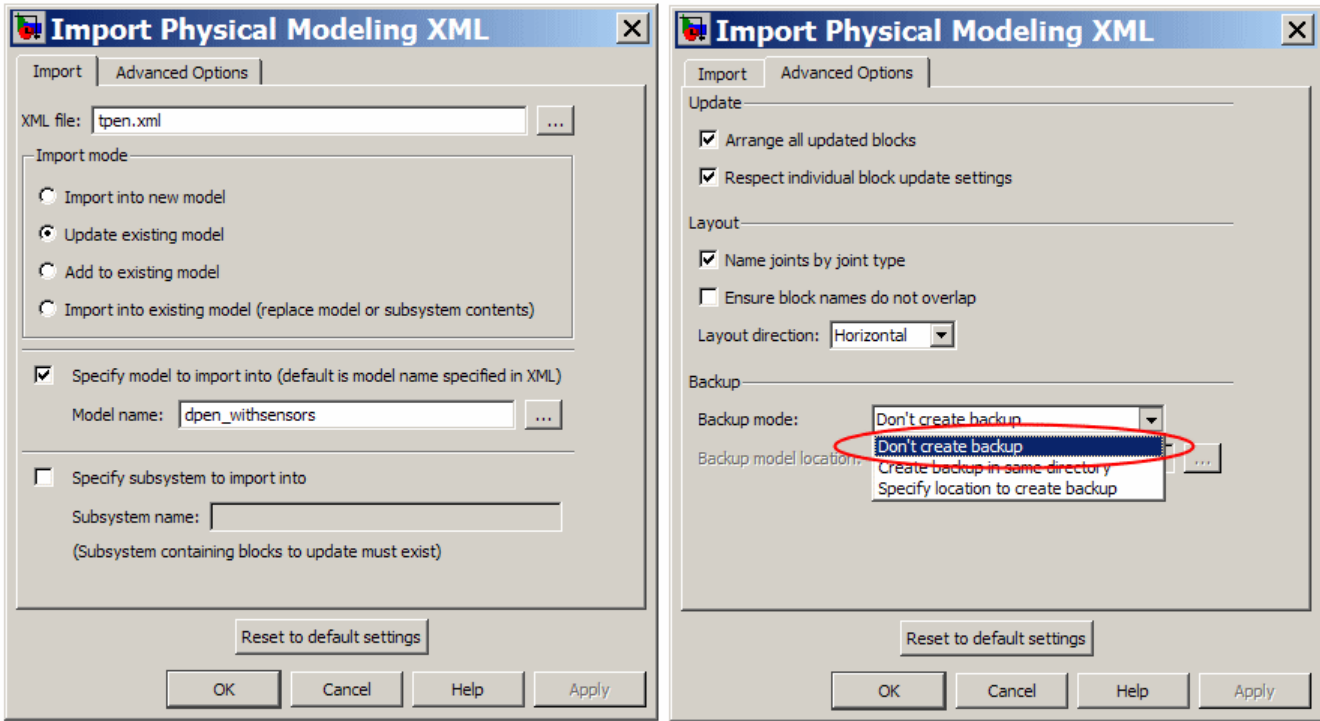 Import Physical Modeling XML
Import
Advanced Options
XML file: tpen.xml ...
Import mode
Import into new model
Update existing model
Add to existing model
Import into existing model (replace model or subsystem contents)
Specify model to import into (default is model name specified in XML)
Model name: dpen_withsensors ...
Specify subsystem to import into
Subsystem name:
(Subsystem containing blocks to update must exist)
Reset to default settings
OK Cancel Help Apply
Import Physical Modeling XML
Import
Advanced Options
Update
Arrange all updated blocks
Respect individual block update settings
Layout
Name joints by joint type
Ensure block names do not overlap
Layout direction: Horizontal
Backup
Backup mode: Don't create backup
Don't create backup
Backup model location: ...
Create backup in same directory
Specify location to create backup
Reset to default settings
OK Cancel Help Apply